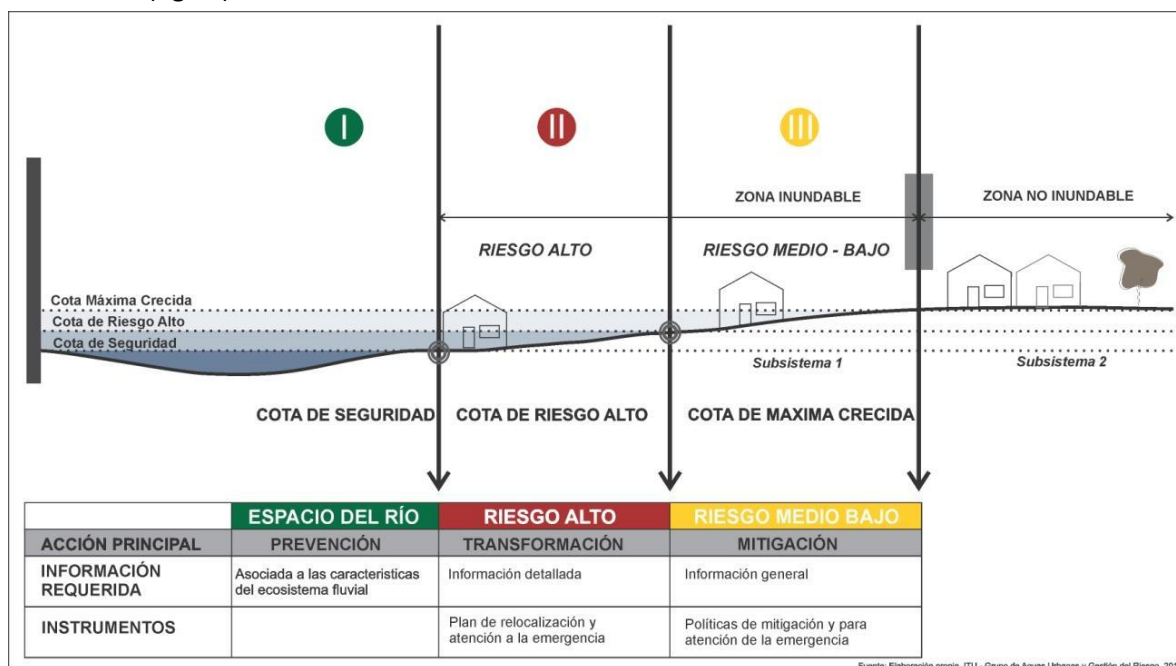 I
II
III
ZONA INUNDABLE
ZONA NO INUNDABLE
RIESGO ALTO
RIESGO MEDIO - BAJO
Cota Máxima Crecida
Cota de Riesgo Alto
Cota de Seguridad
Subsistema 1
Subsistema 2
COTA DE SEGURIDAD
COTA DE RIESGO ALTO
COTA DE MAXIMA CRECIDA
ESPACIO DEL RÍO
RIESGO ALTO
RIESGO MEDIO BAJO
ACCIÓN PRINCIPAL
PREVENCIÓN
TRANSFORMACIÓN
MITIGACIÓN
INFORMACIÓN
REQUERIDA
Asociada a las caracteristicas
del ecosistema fluvial
Información detallada
Información general
INSTRUMENTOS
Plan de relocalización y
atención a la emergencia
Políticas de mitigación y para
atención de la emergencia